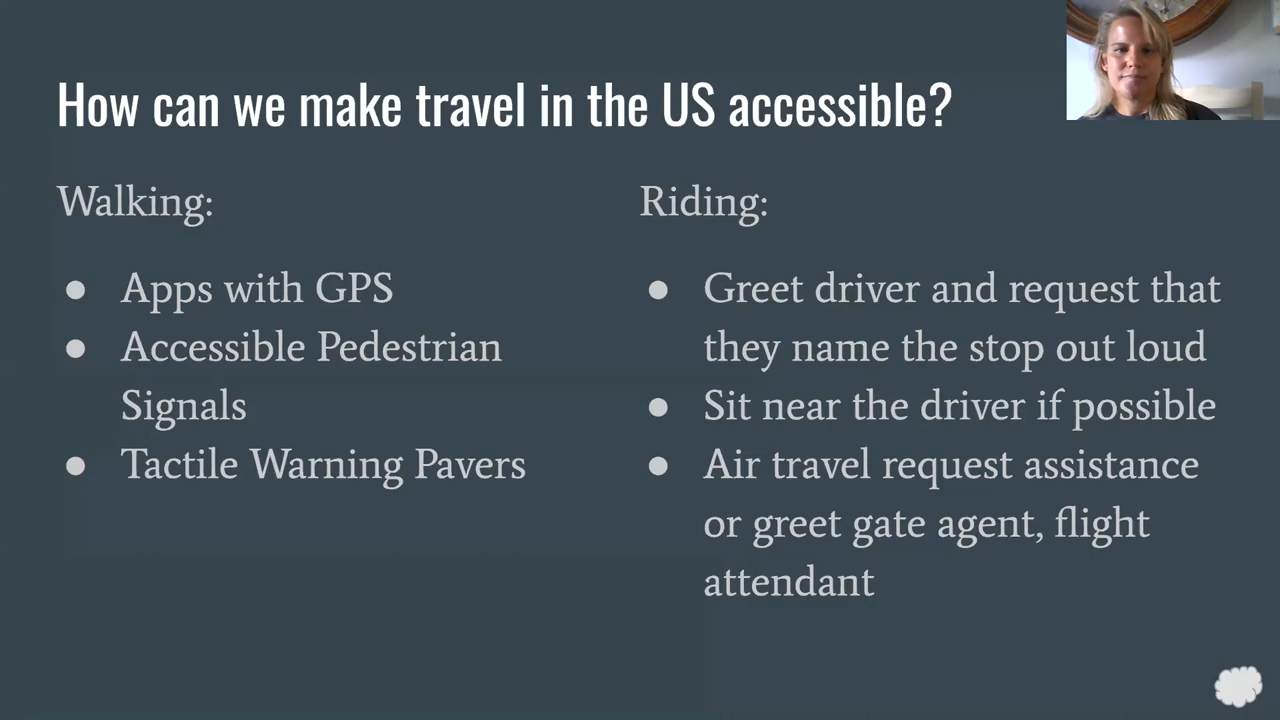 How can we make travel in the US accessible?
Walking:
● Apps with GPS
● Accessible Pedestrian
Signals
● Tactile Warning Pavers
Riding:
● Greet driver and request that
they name the stop out loud
● Sit near the driver if possible
● Air travel request assistance
or greet gate agent, flight
attendant